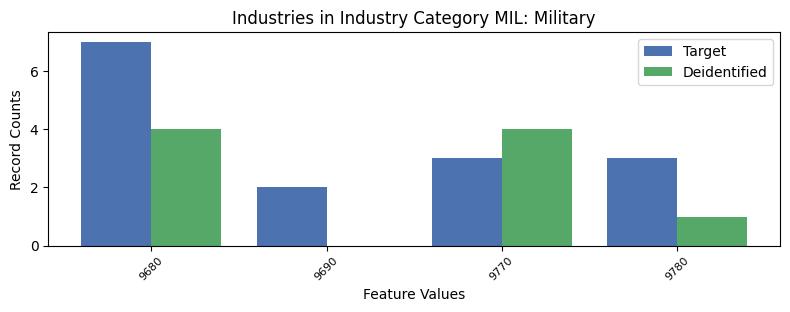 Industries in Industry Category MIL: Military
Target
Deidentified
Record Counts
6
4
2
0
9680
9690
9770
9780
Feature Values